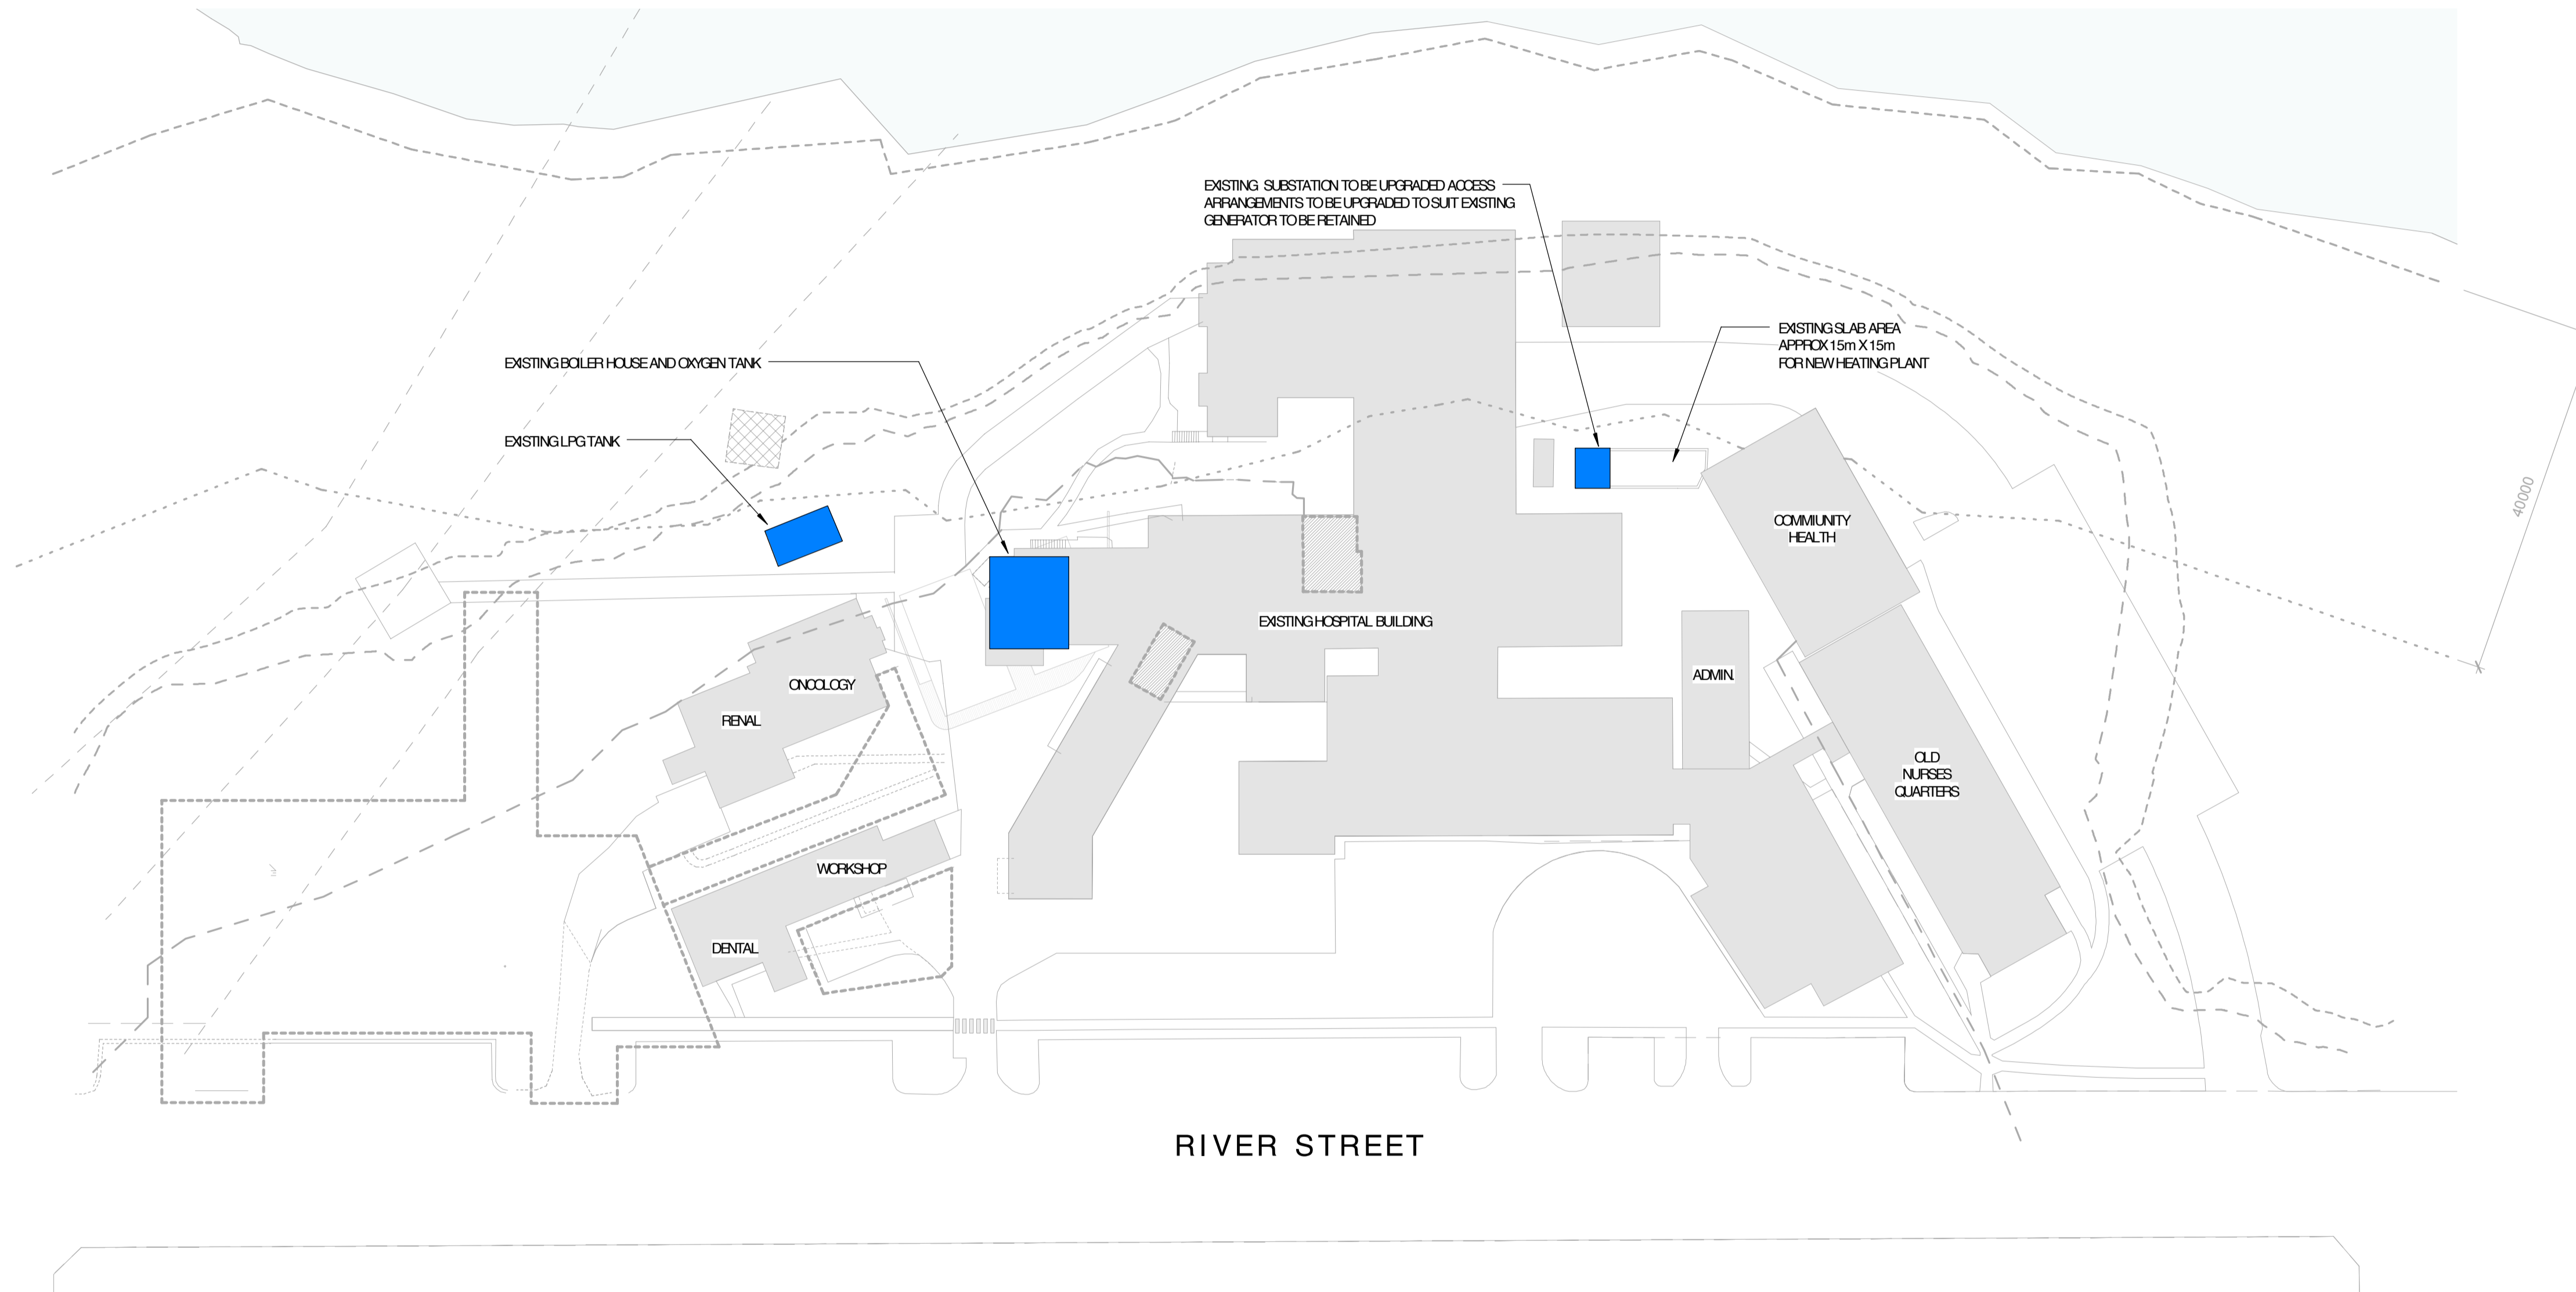 EXISTING SUBSTATION TO BE UPGRADED ACCESS
ARRANGEMENTS TO BE UPGRADED TO SUIT EXISTING
GENERATOR TO BE RETAINED
EXISTING SLAB AREA
APPROX 15m X 15m
FOR NEW HEATING PLANT
EXISTING BOILER HOUSE AND OXYGEN TANK
EXISTING LPG TANK
40000
COMMIUNITY
HEALTH
EXISTING HOSPITAL BUILDING
ADMIN.
ONCOLOGY
RENAL
OLD
NURSES
QUARTERS
WORKSHOP
DENTAL
RIVER STREET